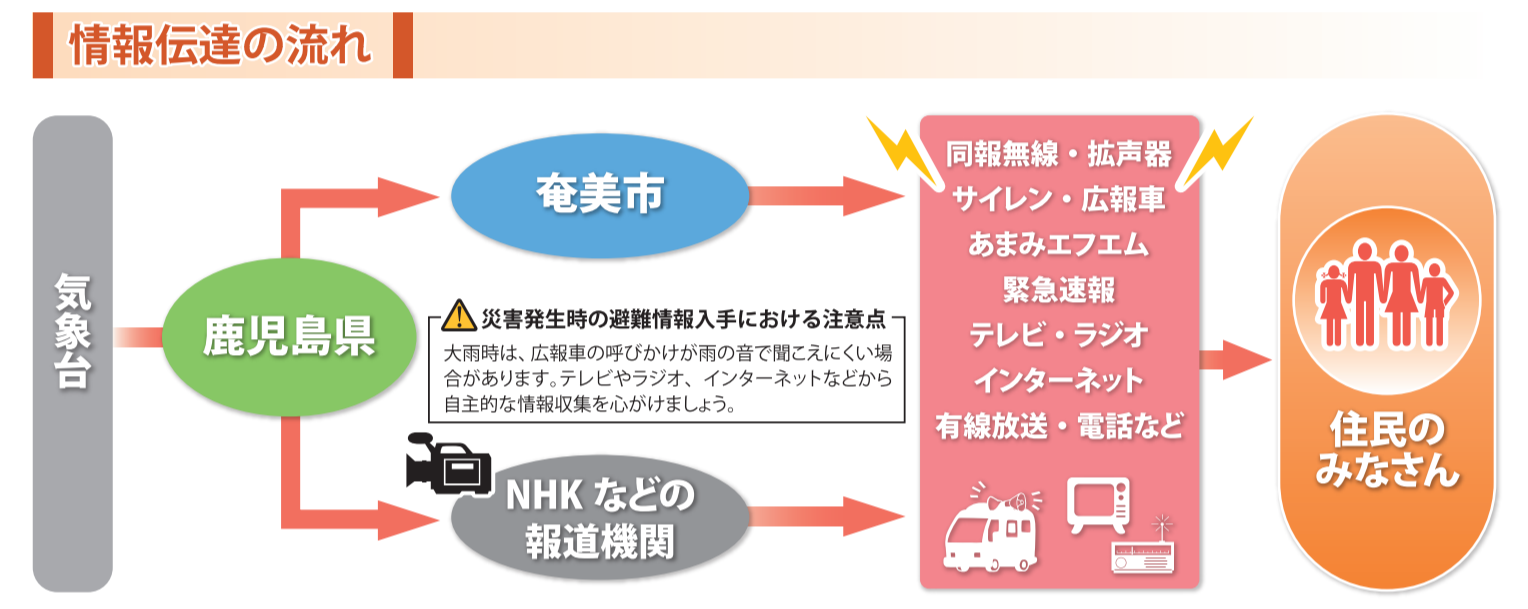 情報伝達の流れ
気象台
鹿児島県
奄美市
災害発生時の避難情報入手における注意点
大雨時は、広報車の呼びかけが雨の音で聞こえにくい場
合があります。テレビやラジオ、インターネットなどから
自主的な情報収集を心がけましょう。
NHK などの
報道機関
同報無線・拡声器
サイレン・広報車
あまみエフエム
緊急速報
テレビ・ラジオ
インターネット
有線放送・電話など
住民の
みなさん